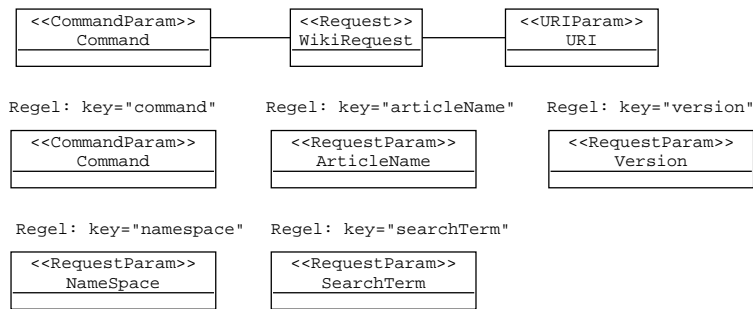 <<CommandParam>> <<Request>> <<URIParam>>
Command WikiRequest URI
Regel: key="command" Regel: key="articleName" Regel: key="version"
<<CommandParam>> <<RequestParam>> <<RequestParam>>
Command ArticleName Version
Regel: key="namespace" Regel: key="searchTerm"
<<RequestParam>> <<RequestParam>>
NameSpace SearchTerm